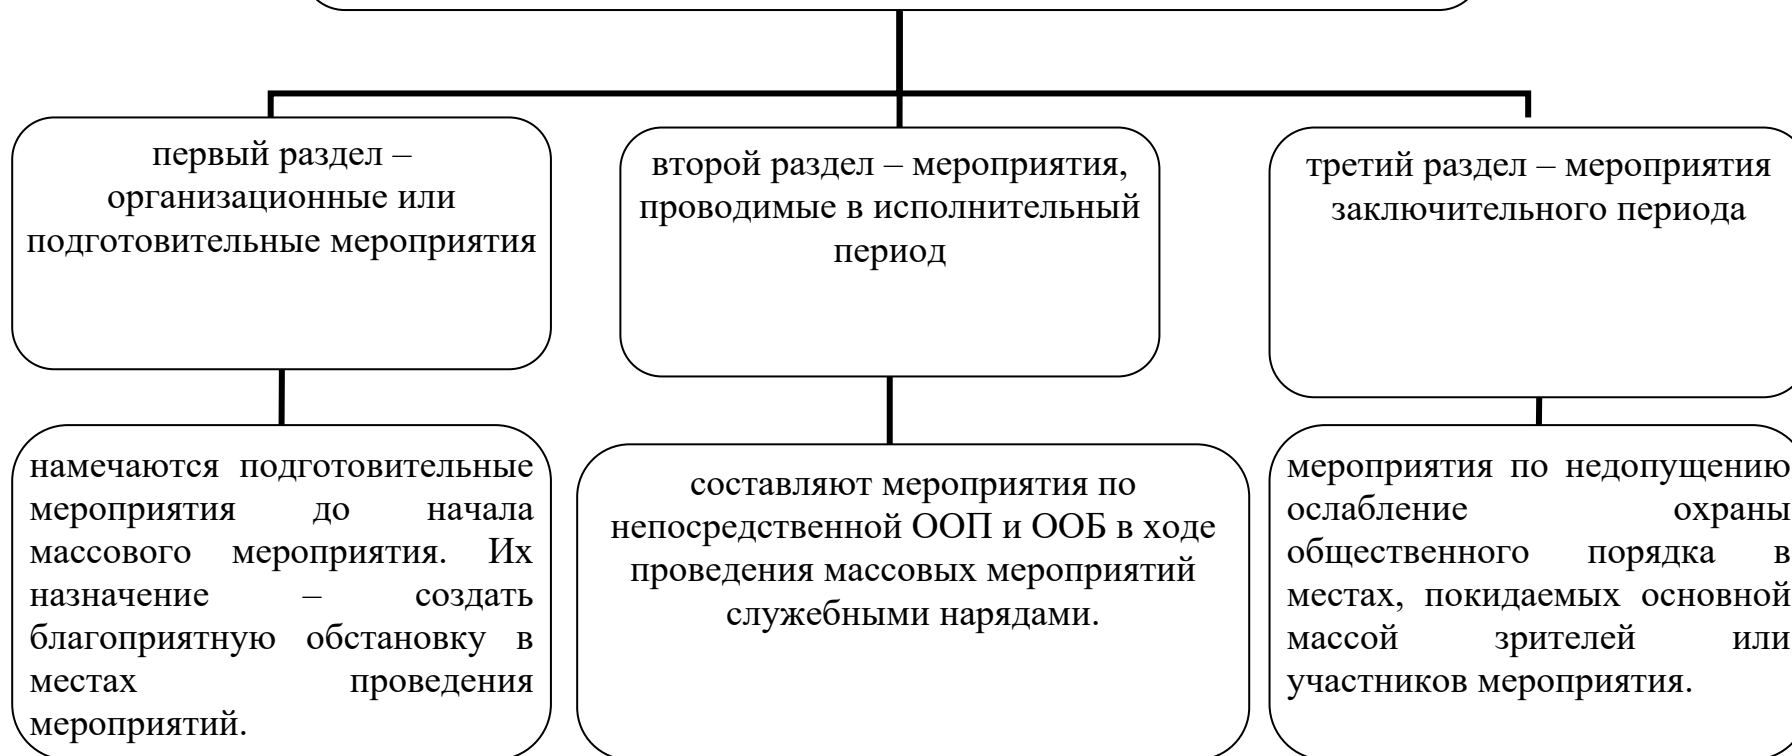 первый раздел –
организационные или
подготовительные мероприятия
второй раздел – мероприятия,
проводимые в исполнительный
период
третий раздел – мероприятия
заключительного периода
намечаются подготовительные
мероприятия до начала
массового мероприятия. Их
назначение – создать
благоприятную обстановку в
местах проведения
мероприятий.
составляют мероприятия по
непосредственной ООП и ООБ в ходе
проведения массовых мероприятий
служебными нарядами.
мероприятия по недопущению
ослабление охраны
общественного порядка в
местах, покидаемых основной
массой зрителей или
участников мероприятия.